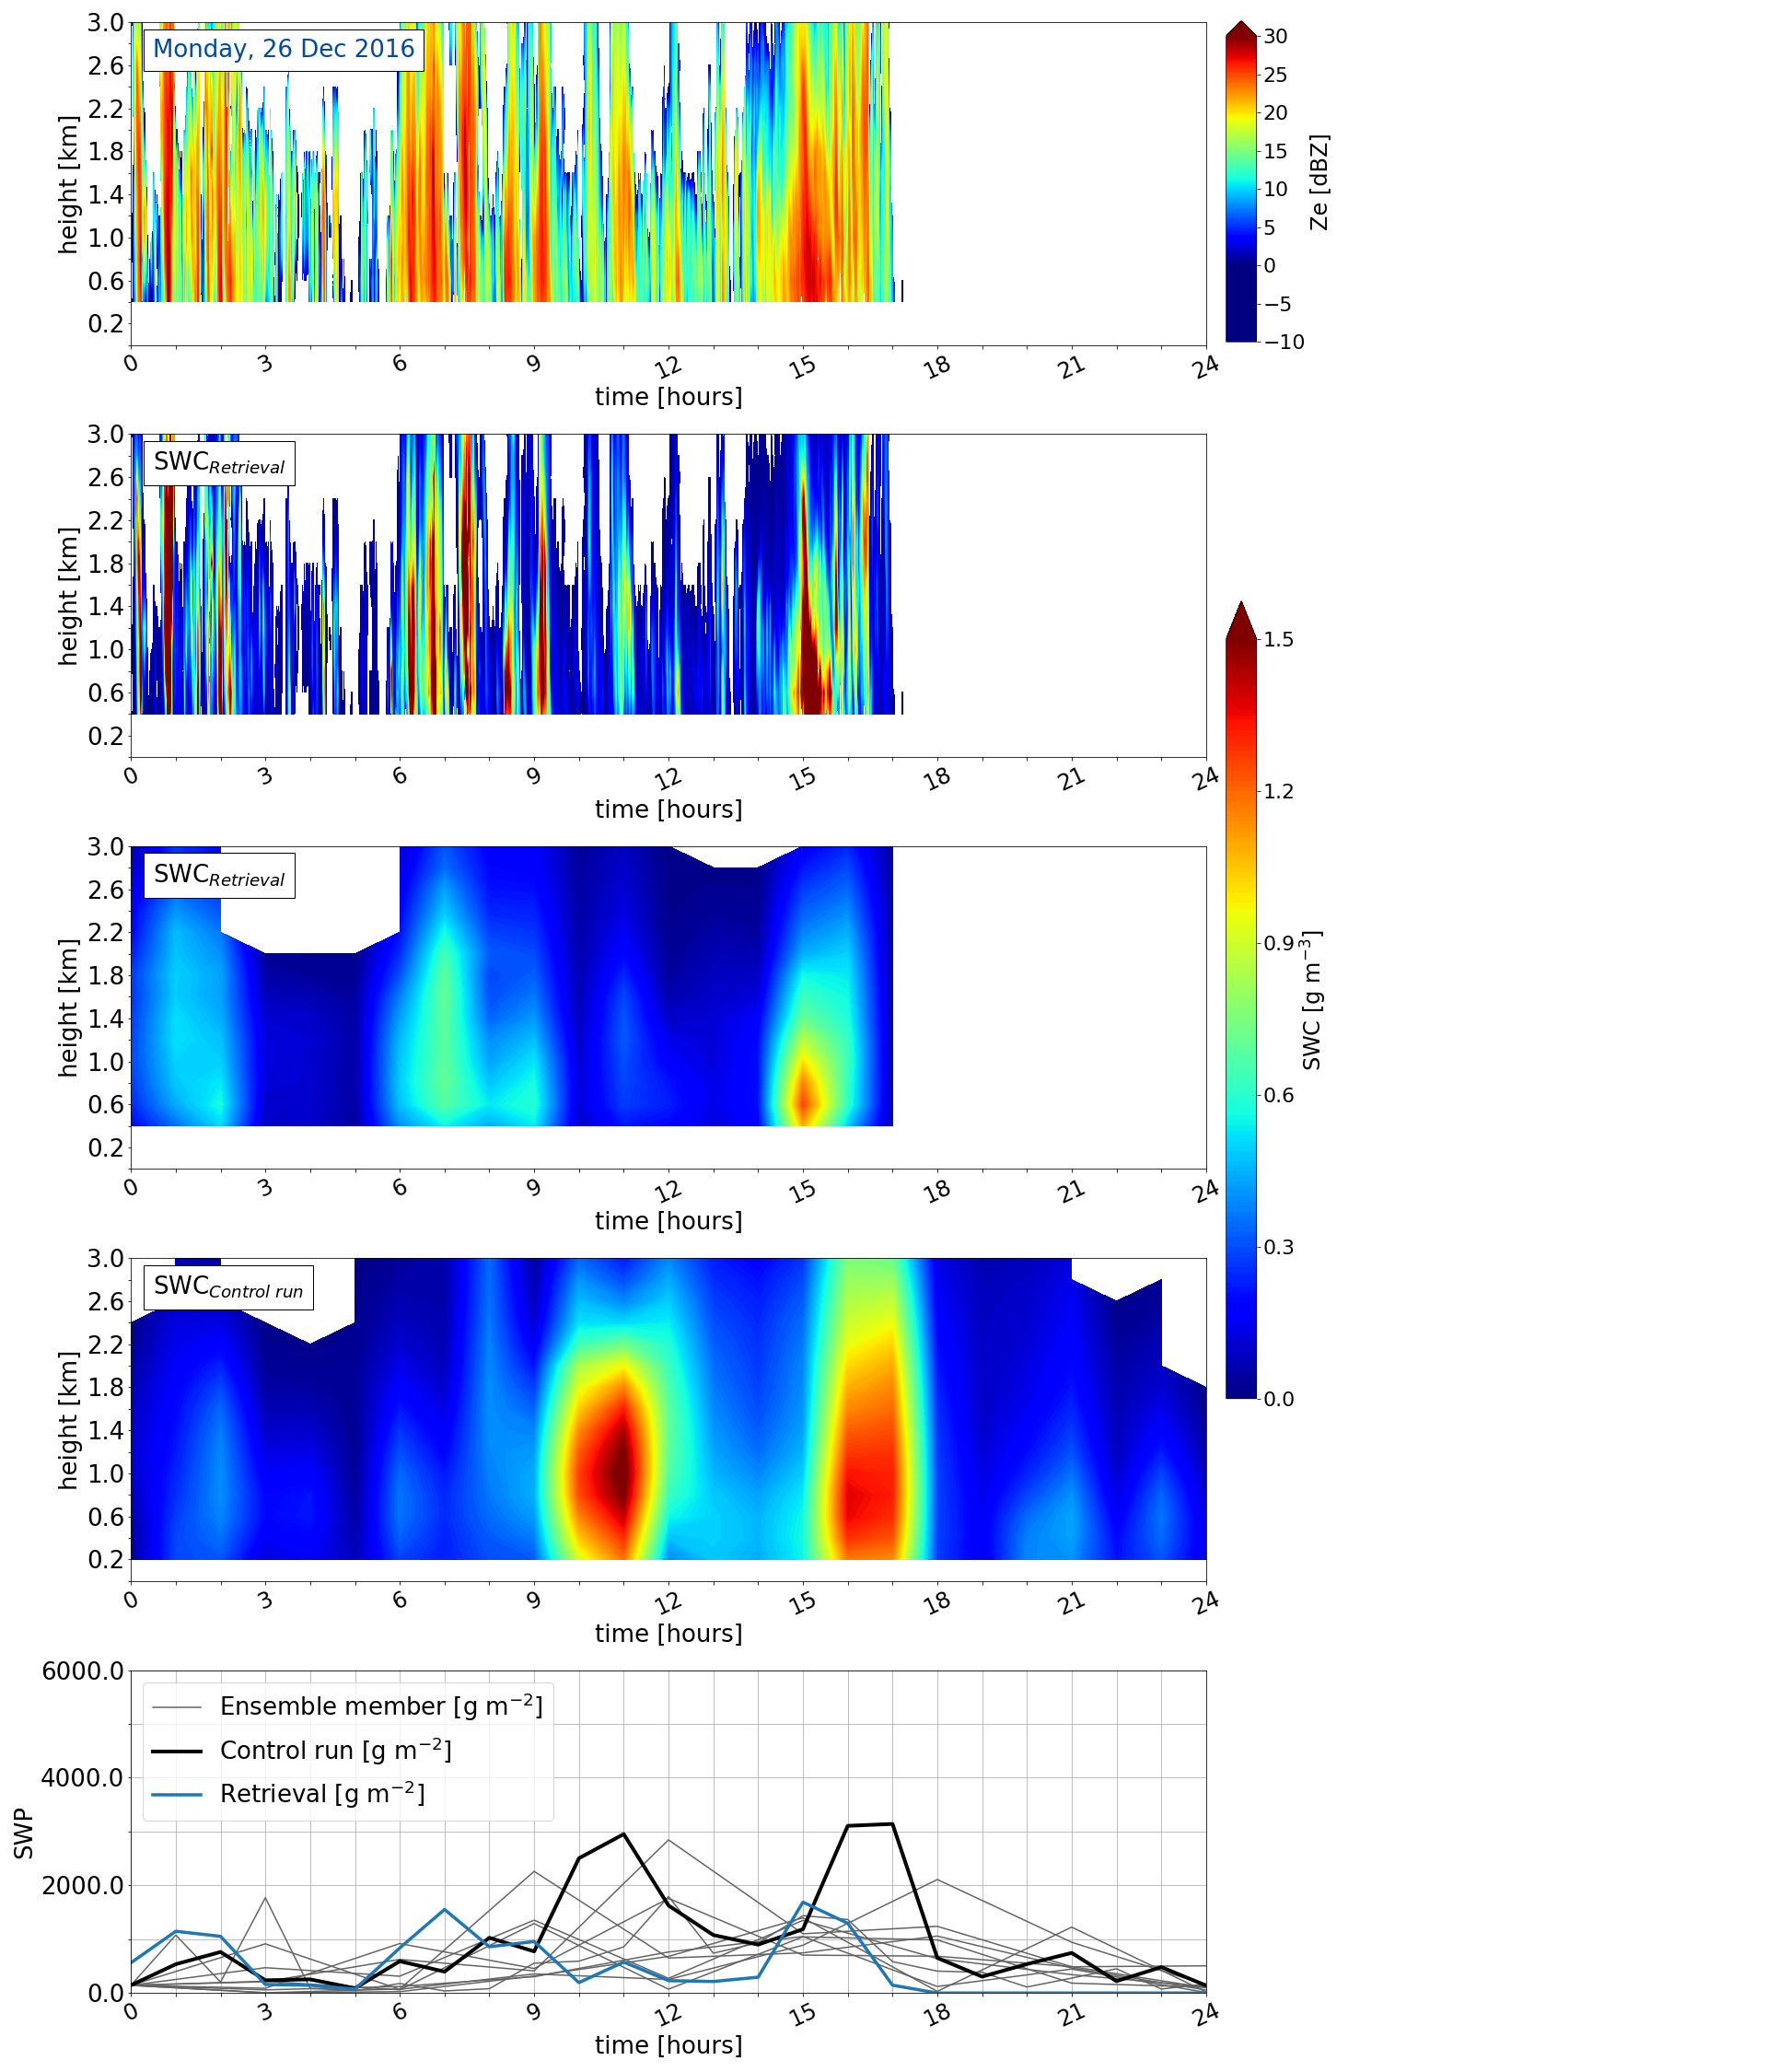 Monday, 26 Dec 2016
height [km]
3.0
2.6
2.2
1.8
1.4
1.0
0.6
0.2
0 3 6 9 12 15 18 21 24
time [hours]
30
25
20
15
10
5
0
−5
−10
Ze [dBZ]
SWC_Retrieval
height [km]
3.0
2.6
2.2
1.8
1.4
1.0
0.6
0.2
0 3 6 9 12 15 18 21 24
time [hours]
SWC_Retrieval
height [km]
3.0
2.6
2.2
1.8
1.4
1.0
0.6
0.2
0 3 6 9 12 15 18 21 24
time [hours]
1.5
1.2
0.9
0.6
0.3
0.0
SWC [g m⁻³]
SWC_Control run
height [km]
3.0
2.6
2.2
1.8
1.4
1.0
0.6
0.2
0 3 6 9 12 15 18 21 24
time [hours]
SWP
6000.0
4000.0
2000.0
0.0
Ensemble member [g m⁻²]
Control run [g m⁻²]
Retrieval [g m⁻²]
0 3 6 9 12 15 18 21 24
time [hours]